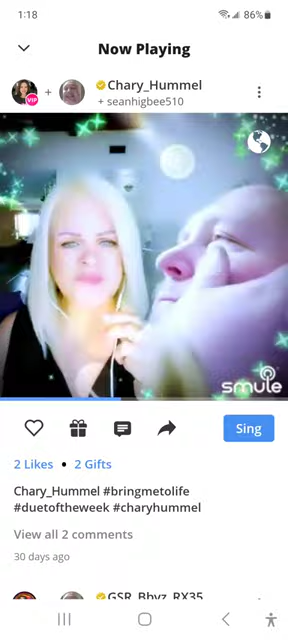 1:18
86%
Now Playing
VIP
+
Chary_Hummel
+ seanhigbee510
smule
Sing
2 Likes • 2 Gifts
Chary_Hummel #bringmetolife
#duetoftheweek #charyhummel
View all 2 comments
30 days ago
GSR_Bbyz_RX35